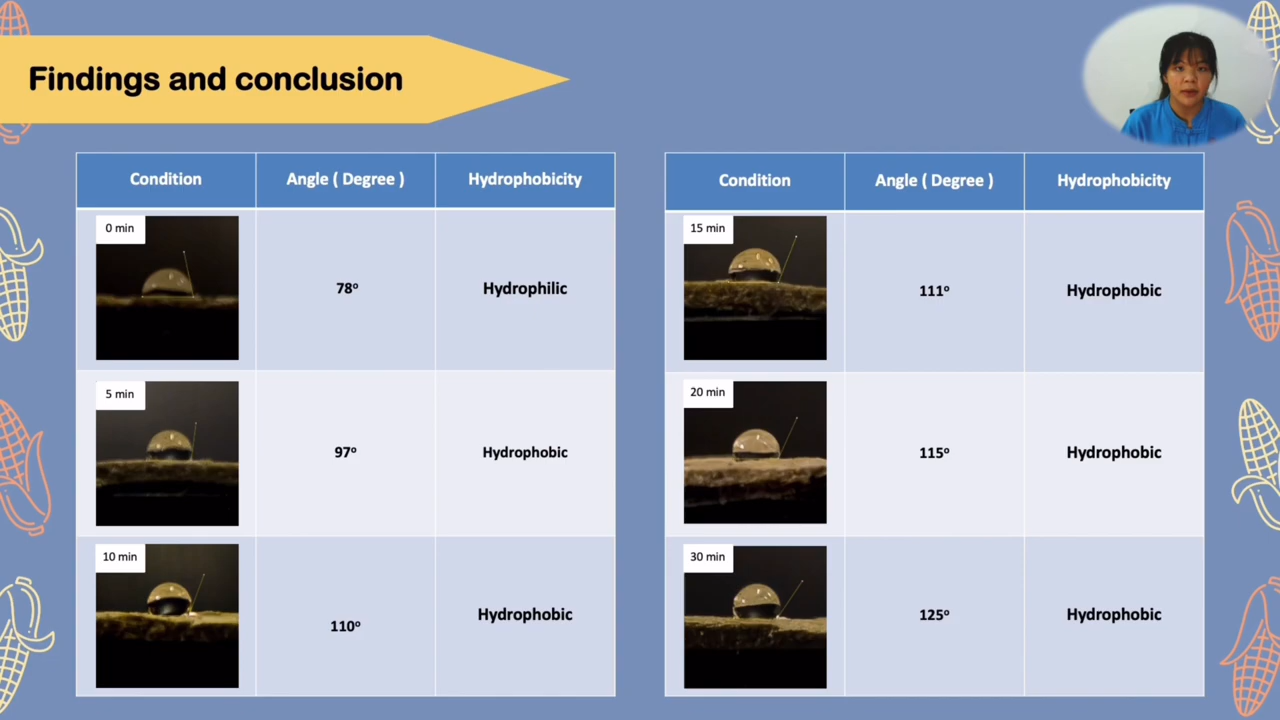 Findings and conclusion
Condition
Angle ( Degree )
Hydrophobicity
0 min
78º
Hydrophilic
5 min
97º
Hydrophobic
10 min
110º
Hydrophobic
Condition
Angle ( Degree )
Hydrophobicity
15 min
111º
Hydrophobic
20 min
115º
Hydrophobic
30 min
125º
Hydrophobic